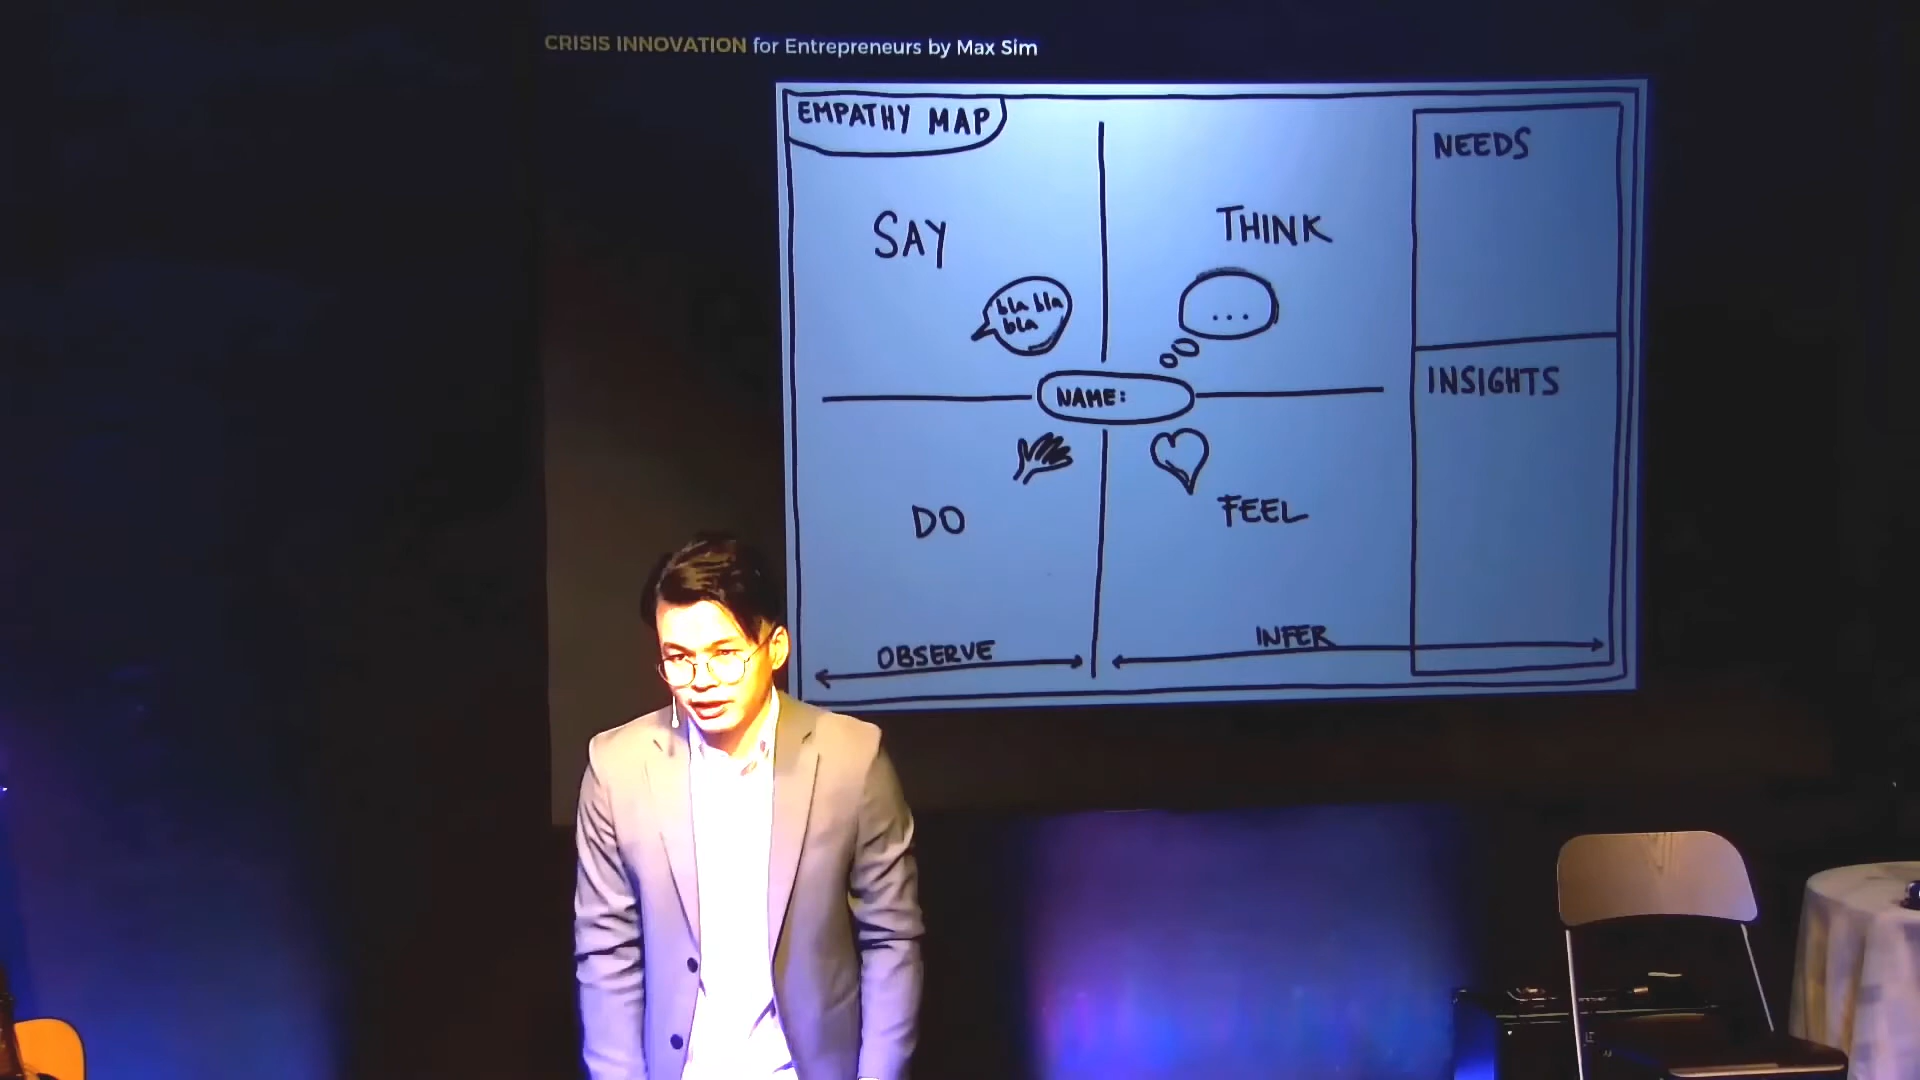 CRISIS INNOVATION for Entrepreneurs by Max Sim
EMPATHY MAP
SAY
bla bla
bla
THINK
...
NAME:
DO
FEEL
OBSERVE
INFER
NEEDS
INSIGHTS